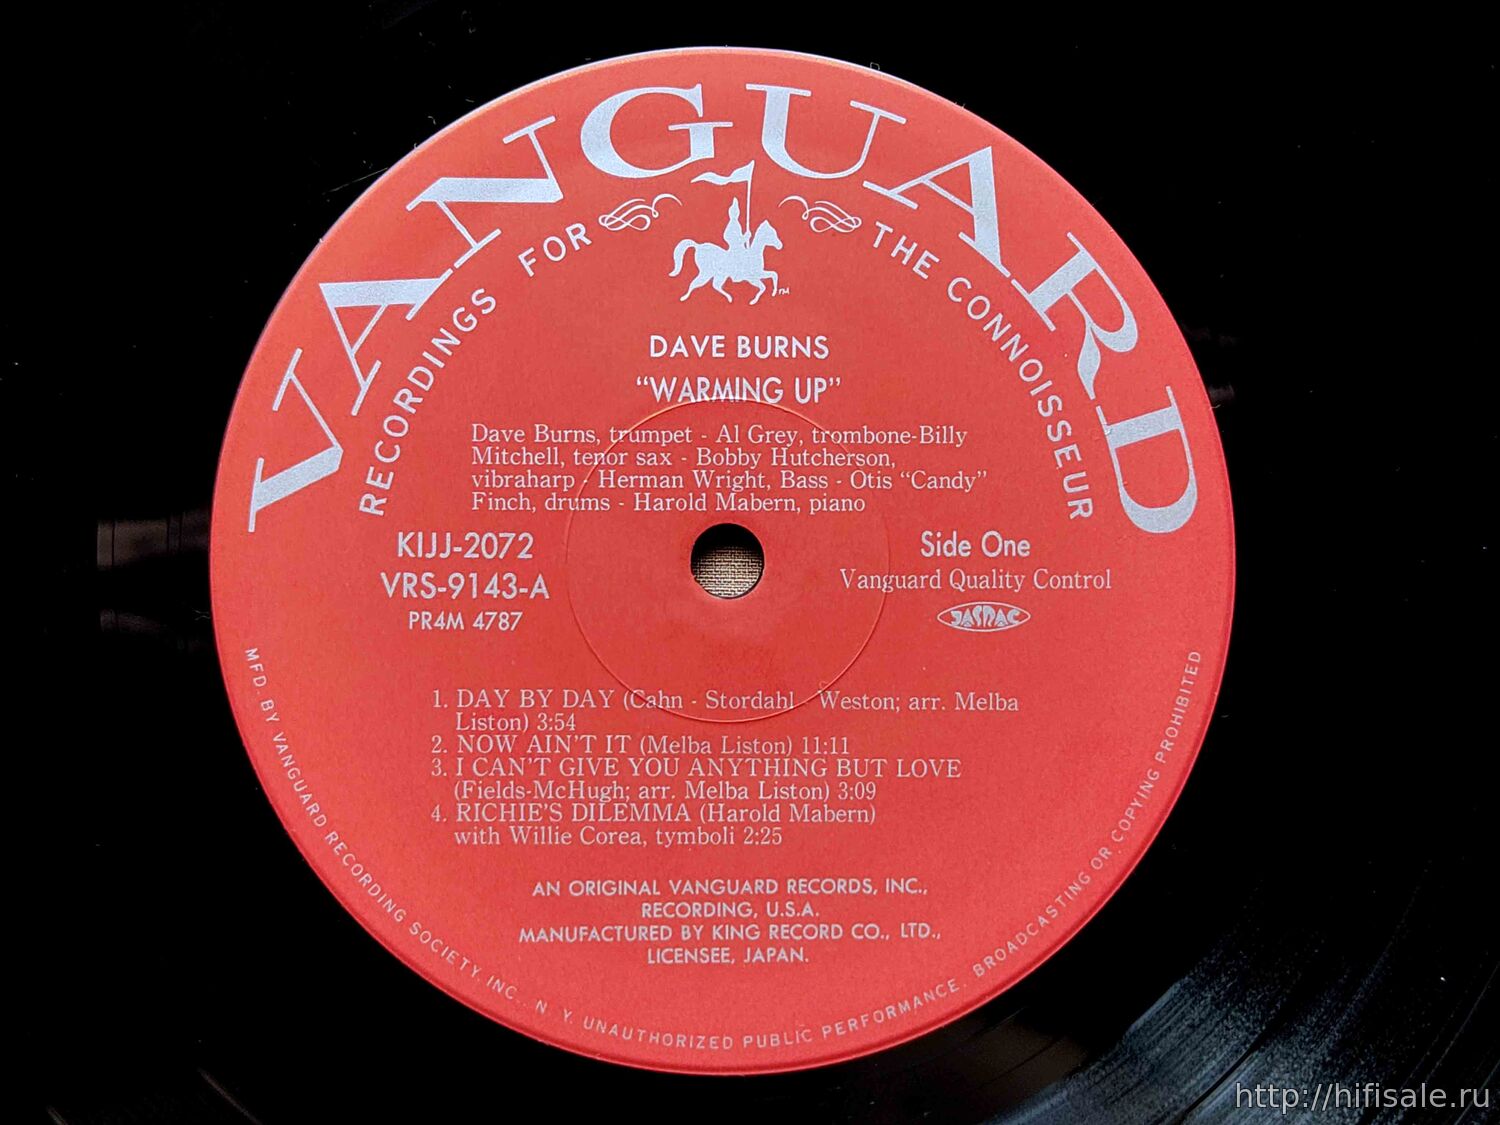 VANGUARD
RECORDINGS FOR THE CONNOISSEUR
TM
DAVE BURNS
“WARMING UP”
Dave Burns, trumpet - Al Grey, trombone-Billy
Mitchell, tenor sax - Bobby Hutcherson,
vibraharp - Herman Wright, Bass - Otis “Candy”
Finch, drums - Harold Mabern, piano
KIJJ-2072
VRS-9143-A
PR4M 4787
Side One
Vanguard Quality Control
JASRAC
1. DAY BY DAY (Cahn - Stordahl - Weston; arr. Melba
Liston) 3:54
2. NOW AIN'T IT (Melba Liston) 11:11
3. I CAN'T GIVE YOU ANYTHING BUT LOVE
(Fields-McHugh; arr. Melba Liston) 3:09
4. RICHIE'S DILEMMA (Harold Mabern)
with Willie Corea, tymboli 2:25
AN ORIGINAL VANGUARD RECORDS, INC.,
RECORDING, U.S.A.
MANUFACTURED BY KING RECORD CO., LTD.,
LICENSEE, JAPAN.
MFD. BY VANGUARD RECORDING SOCIETY, INC., N. Y. UNAUTHORIZED PUBLIC PERFORMANCE, BROADCASTING OR COPYING PROHIBITED
http://hifisale.ru